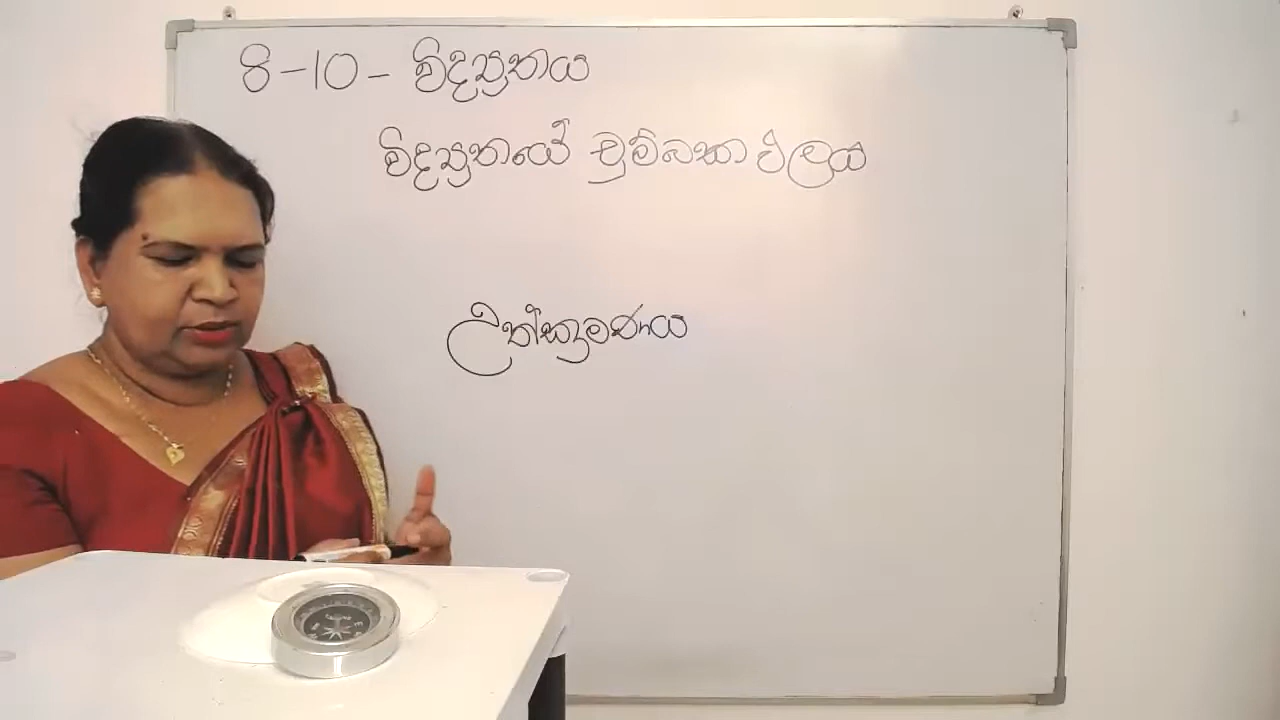 8-10- විද්‍යුතය
විද්‍යුතයේ චුම්බක ඵලය
උත්ක්‍රමණය